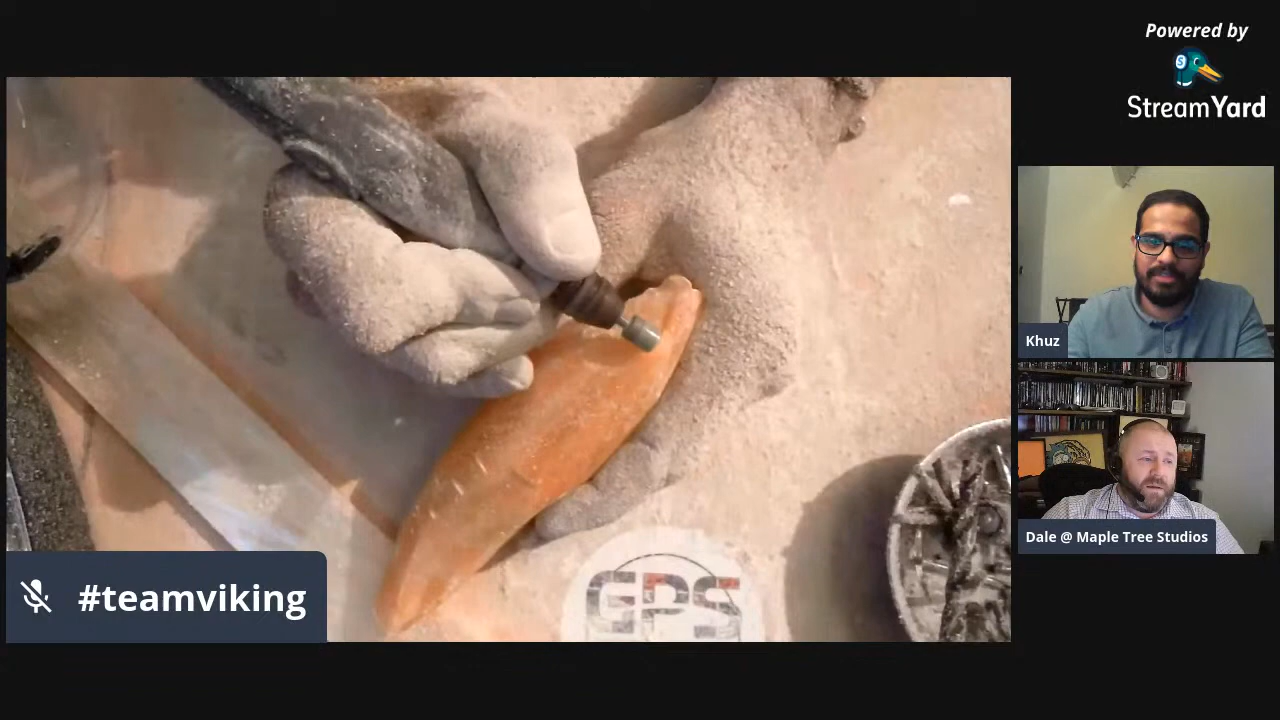 Powered by
StreamYard
Khuz
Dale @ Maple Tree Studios
#teamviking
GPS